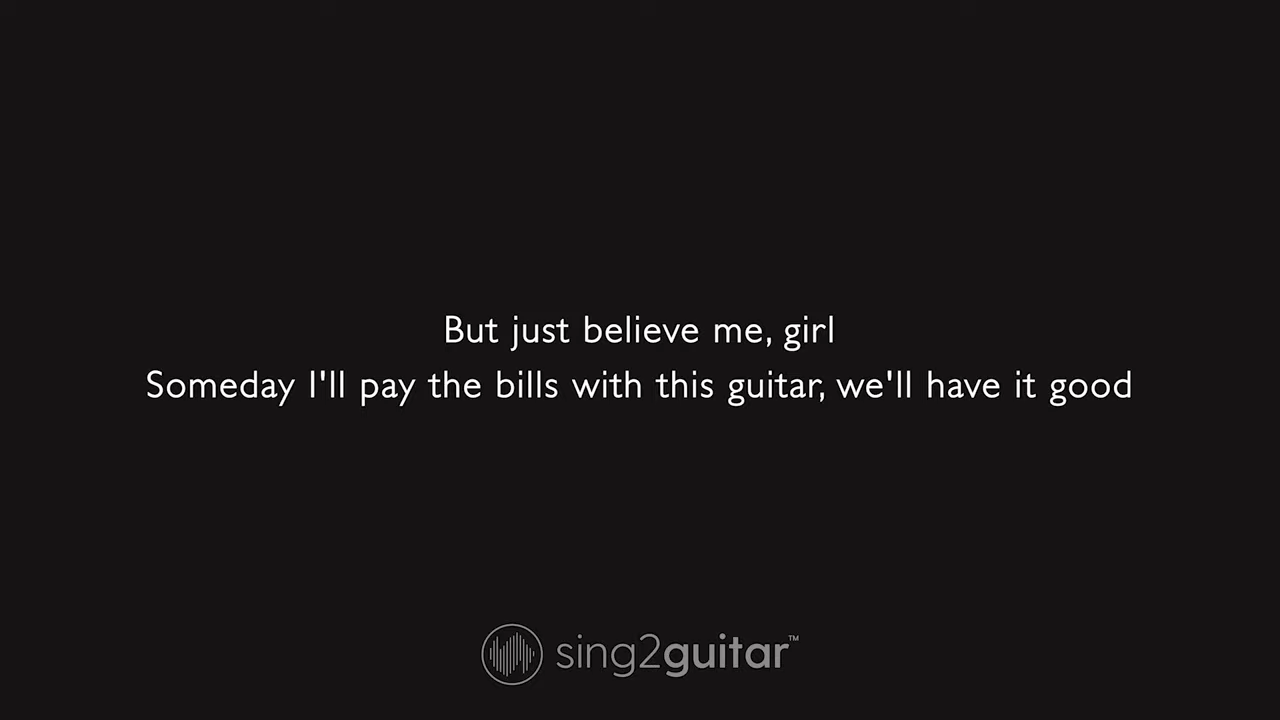 But just believe me, girl
Someday I'll pay the bills with this guitar, we'll have it good
sing2guitar™